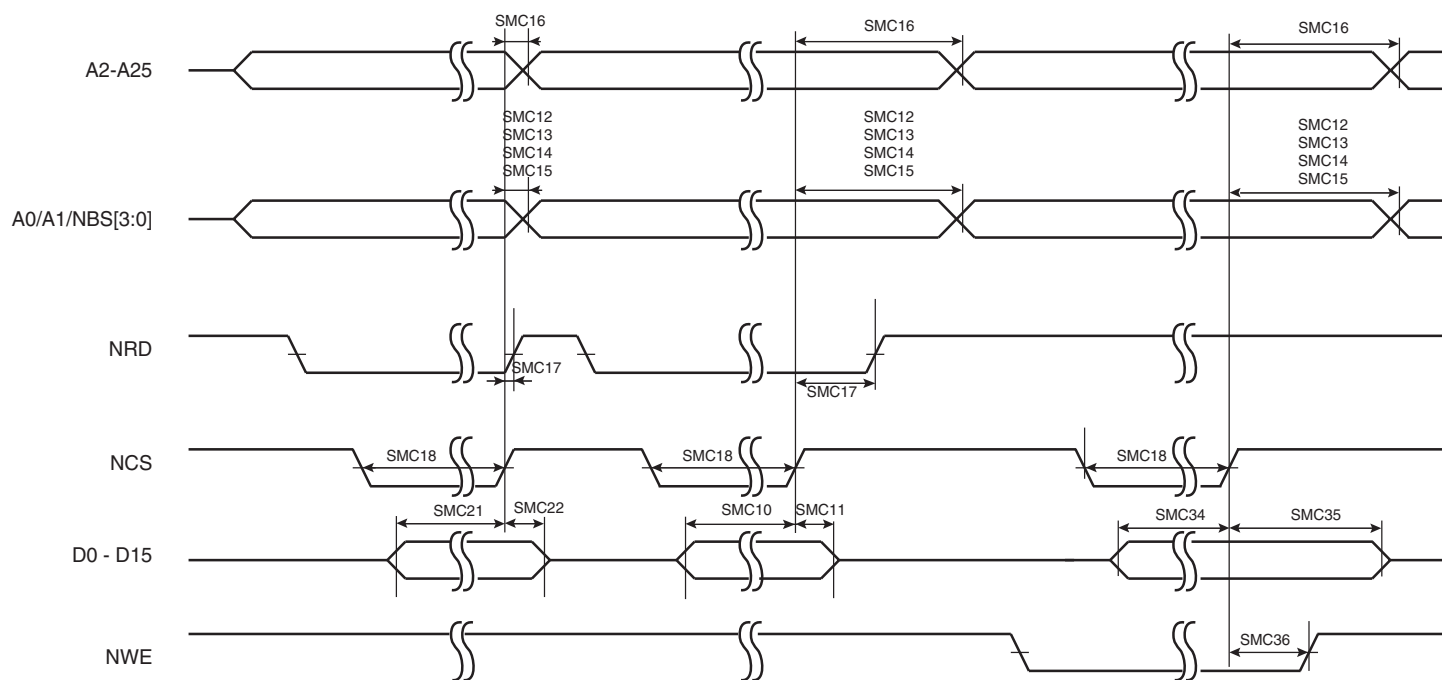 SMC16
SMC16
SMC16
A2-A25
SMC12
SMC13
SMC14
SMC15
SMC12
SMC13
SMC14
SMC15
SMC12
SMC13
SMC14
SMC15
A0/A1/NBS[3:0]
NRD
SMC17
SMC17
NCS
SMC18
SMC18
SMC18
SMC21
SMC22
SMC10
SMC11
SMC34
SMC35
D0 - D15
NWE
SMC36